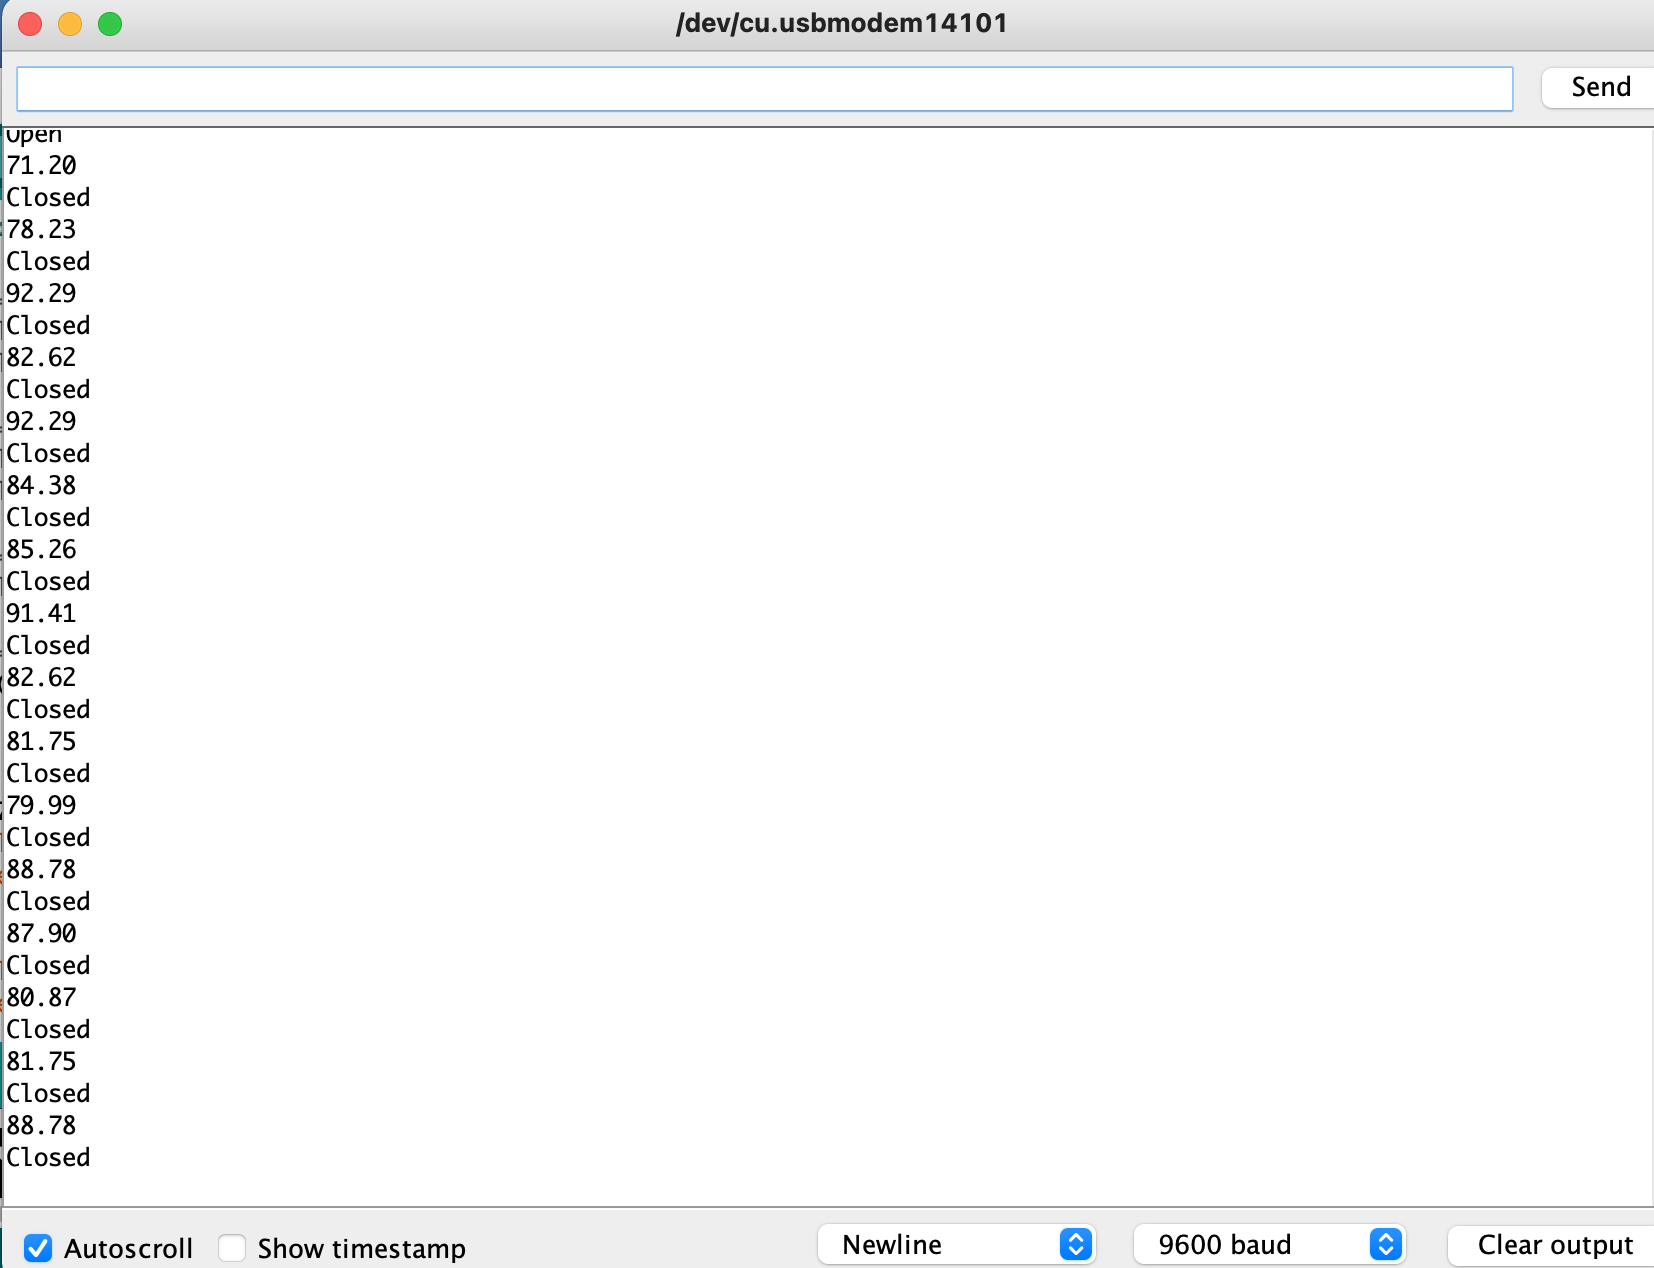 /dev/cu.usbmodem14101
Send
Open
71.20
Closed
78.23
Closed
92.29
Closed
82.62
Closed
92.29
Closed
84.38
Closed
85.26
Closed
91.41
Closed
82.62
Closed
81.75
Closed
79.99
Closed
88.78
Closed
87.90
Closed
80.87
Closed
81.75
Closed
88.78
Closed
Autoscroll Show timestamp Newline 9600 baud Clear output